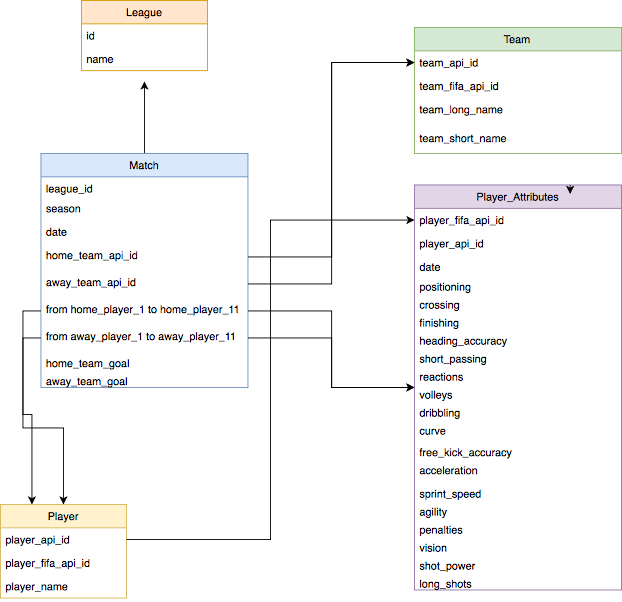 League
id
name
Team
team_api_id
team_fifa_api_id
team_long_name
team_short_name
Match
league_id
season
date
home_team_api_id
away_team_api_id
from home_player_1 to home_player_11
from away_player_1 to away_player_11
home_team_goal
away_team_goal
Player_Attributes
player_fifa_api_id
player_api_id
date
positioning
crossing
finishing
heading_accuracy
short_passing
reactions
volleys
dribbling
curve
free_kick_accuracy
acceleration
sprint_speed
agility
penalties
vision
shot_power
long_shots
Player
player_api_id
player_fifa_api_id
player_name